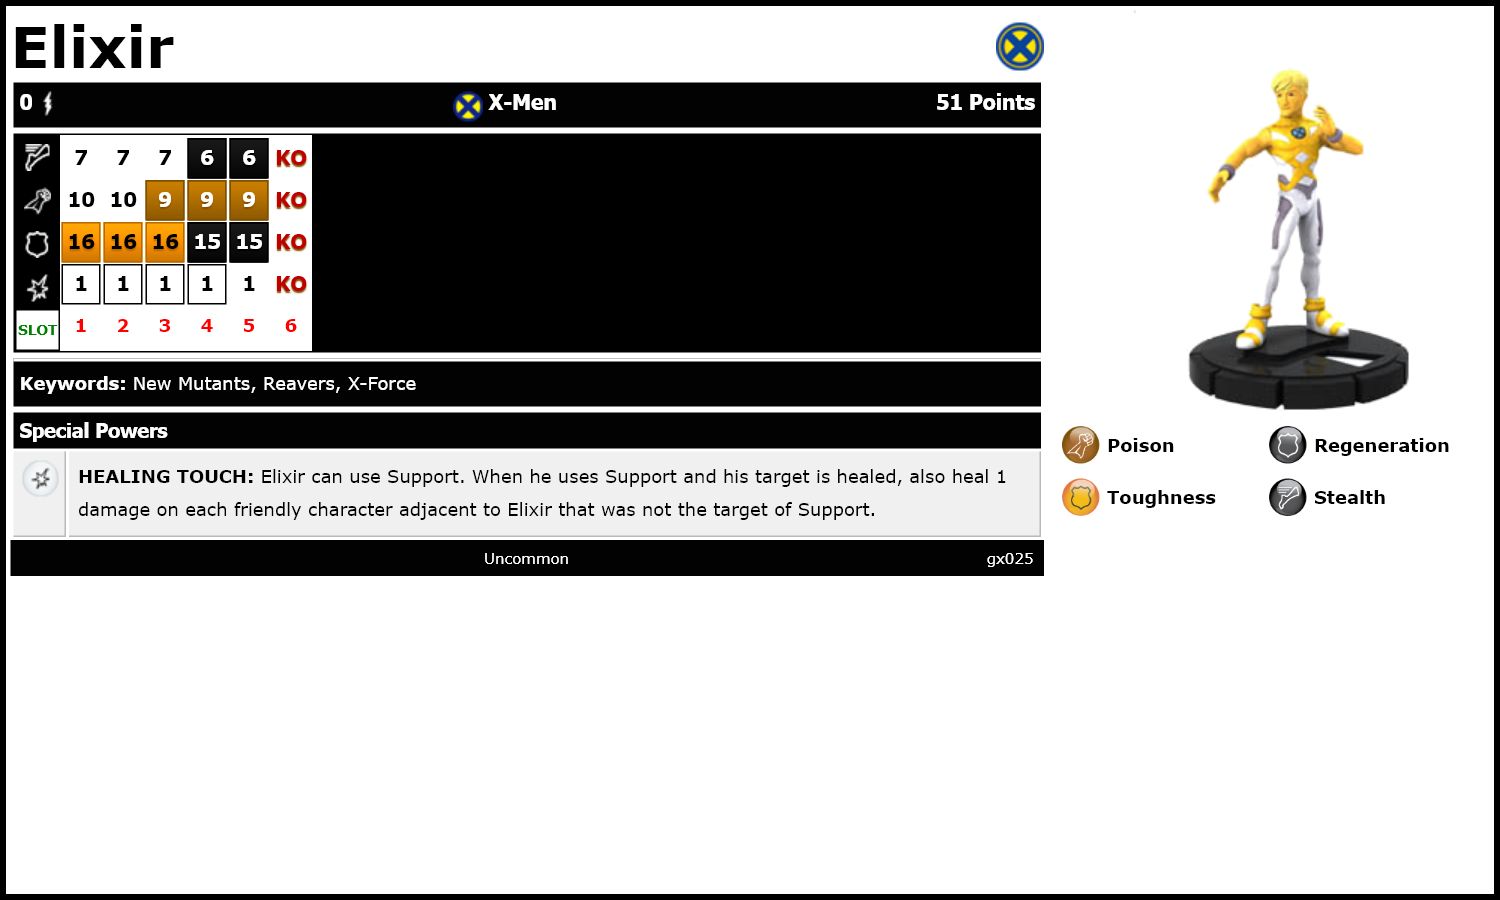 Elixir
0 X-Men 51 Points
7 7 7 6 6 KO
10 10 9 9 9 KO
16 16 16 15 15 KO
1 1 1 1 1 KO
SLOT 1 2 3 4 5 6
Keywords: New Mutants, Reavers, X-Force
Special Powers
HEALING TOUCH: Elixir can use Support. When he uses Support and his target is healed, also heal 1
damage on each friendly character adjacent to Elixir that was not the target of Support.
Uncommon gx025
Poison Regeneration
Toughness Stealth